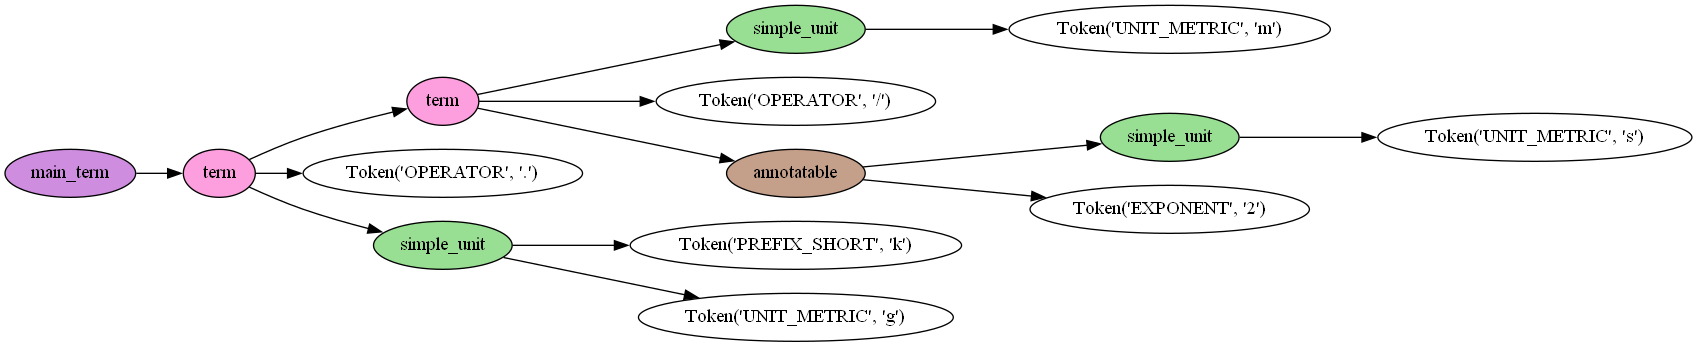 simple_unit
Token('UNIT_METRIC', 'm')
term
Token('OPERATOR', '/')
simple_unit
Token('UNIT_METRIC', 's')
main_term
term
Token('OPERATOR', '.')
annotatable
Token('EXPONENT', '2')
simple_unit
Token('PREFIX_SHORT', 'k')
Token('UNIT_METRIC', 'g')